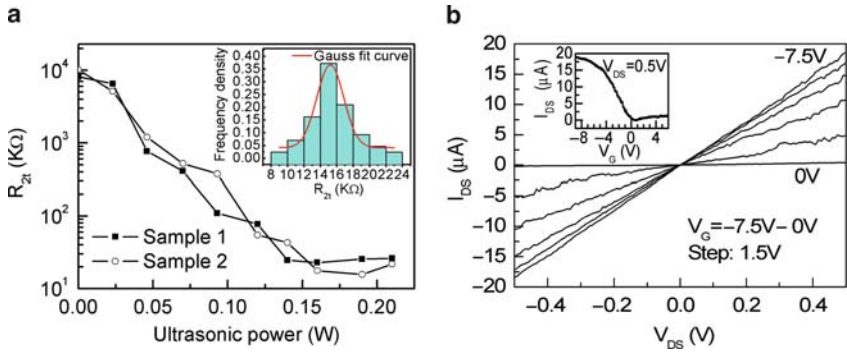 a
R2t (KΩ)
10^4
10^3
10^2
10^1
0.00 0.05 0.10 0.15 0.20
Ultrasonic power (W)
Sample 1
Sample 2
Frequency density
0.40
0.35
0.30
0.25
0.20
0.15
0.10
0.05
0.00
Gauss fit curve
8 10 12 14 16 18 20 22 24
R2t (KΩ)
b
IDS (μA)
20
15
10
5
0
−5
−10
−15
−20
−0.4 −0.2 0.0 0.2 0.4
VDS (V)
−7.5V
0V
VG=−7.5V−0V
Step: 1.5V
IDS (μA)
20
15
10
5
0
VDS=0.5V
−8 −4 0 4
VG (V)